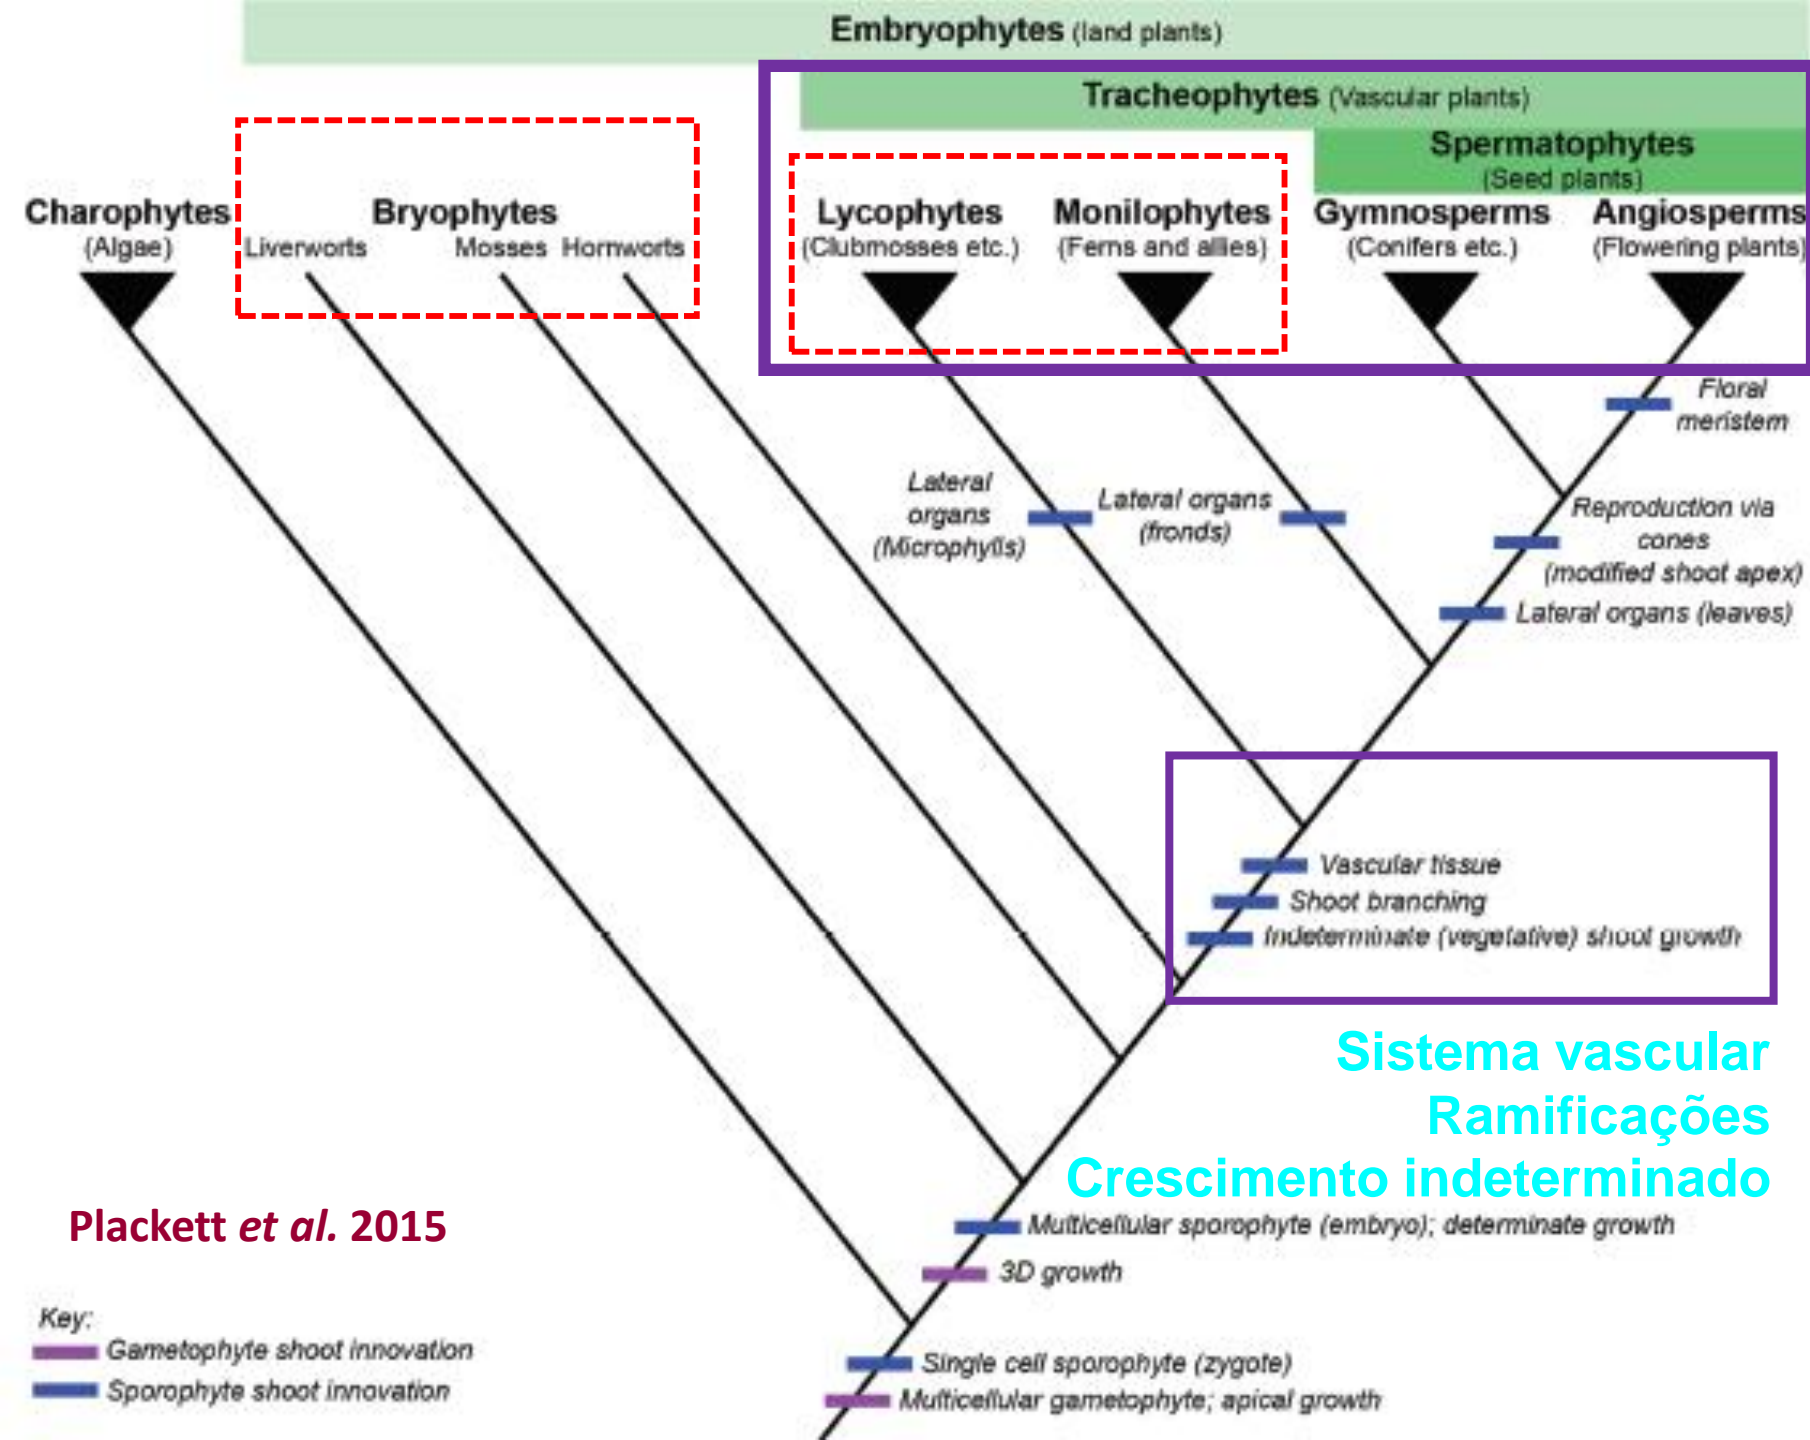 Embryophytes (land plants)
Tracheophytes (Vascular plants)
Spermatophytes
(Seed plants)
Charophytes
(Algae)
Bryophytes
Liverworts
Mosses
Hornworts
Lycophytes
(Clubmosses etc.)
Monilophytes
(Ferns and allies)
Gymnosperms
(Conifers etc.)
Angiosperms
(Flowering plants)
Floral
meristem
Lateral
organs
(Microphylls)
Lateral organs
(fronds)
Reproduction via
cones
(modified shoot apex)
Lateral organs (leaves)
Vascular tissue
Shoot branching
Indeterminate (vegetative) shoot growth
Sistema vascular
Ramificações
Crescimento indeterminado
Plackett et al. 2015
Multicellular sporophyte (embryo); determinate growth
3D growth
Key:
Gametophyte shoot innovation
Sporophyte shoot innovation
Single cell sporophyte (zygote)
Multicellular gametophyte; apical growth